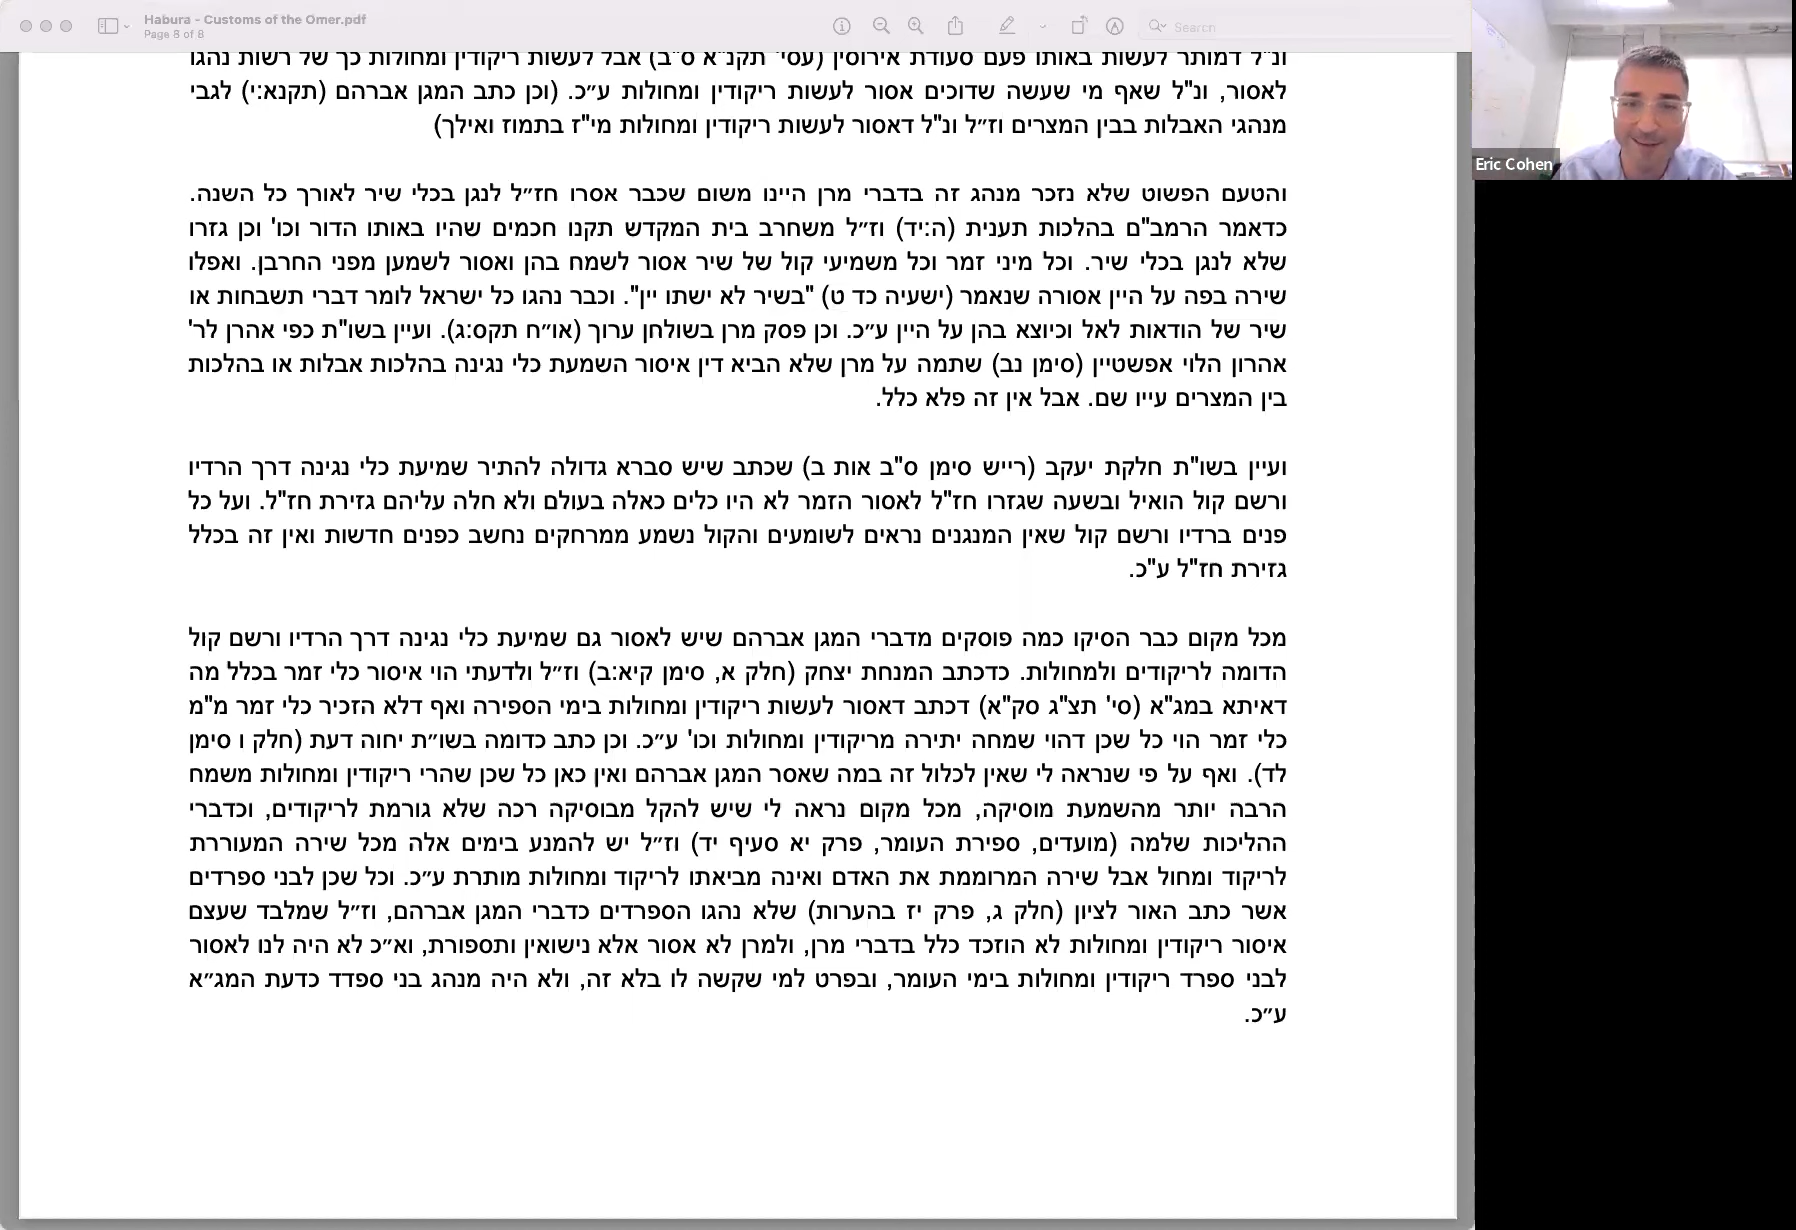 Habura - Customs of the Omer.pdf
Page 8 of 8
Search
Eric Cohen
ונ"ל דמותר לעשות באותו פעם סעודת אירוסין (עסי' תקנ"א ס"ב) אבל לעשות ריקודין ומחולות כך של רשות נהגו
לאסור, ונ"ל שאף מי שעשה שדוכים אסור לעשות ריקודין ומחולות ע״כ. (וכן כתב המגן אברהם (תקנא:י) לגבי
מנהגי האבלות בבין המצרים וז״ל ונ"ל דאסור לעשות ריקודין ומחולות מי"ז בתמוז ואילך)
והטעם הפשוט שלא נזכר מנהג זה בדברי מרן היינו משום שכבר אסרו חז״ל לנגן בכלי שיר לאורך כל השנה.
כדאמר הרמב"ם בהלכות תענית (ה:יד) וז״ל משחרב בית המקדש תקנו חכמים שהיו באותו הדור וכו' וכן גזרו
שלא לנגן בכלי שיר. וכל מיני זמר וכל משמיעי קול של שיר אסור לשמח בהן ואסור לשמען מפני החרבן. ואפלו
שירה בפה על היין אסורה שנאמר (ישעיה כד ט) "בשיר לא ישתו יין". וכבר נהגו כל ישראל לומר דברי תשבחות או
שיר של הודאות לאל וכיוצא בהן על היין ע״כ. וכן פסק מרן בשולחן ערוך (או״ח תקס:ג). ועיין בשו"ת כפי אהרן לר'
אהרון הלוי אפשטיין (סימן נב) שתמה על מרן שלא הביא דין איסור השמעת כלי נגינה בהלכות אבלות או בהלכות
בין המצרים עייו שם. אבל אין זה פלא כלל.
ועיין בשו"ת חלקת יעקב (רייש סימן ס"ב אות ב) שכתב שיש סברא גדולה להתיר שמיעת כלי נגינה דרך הרדיו
ורשם קול הואיל ובשעה שגזרו חז"ל לאסור הזמר לא היו כלים כאלה בעולם ולא חלה עליהם גזירת חז"ל. ועל כל
פנים ברדיו ורשם קול שאין המנגנים נראים לשומעים והקול נשמע ממרחקים נחשב כפנים חדשות ואין זה בכלל
גזירת חז"ל ע"כ.
מכל מקום כבר הסיקו כמה פוסקים מדברי המגן אברהם שיש לאסור גם שמיעת כלי נגינה דרך הרדיו ורשם קול
הדומה לריקודים ולמחולות. כדכתב המנחת יצחק (חלק א, סימן קיא:ב) וז״ל ולדעתי הוי איסור כלי זמר בכלל מה
דאיתא במג"א (סי' תצ"ג סק"א) דכתב דאסור לעשות ריקודין ומחולות בימי הספירה ואף דלא הזכיר כלי זמר מ"מ
כלי זמר הוי כל שכן דהוי שמחה יתירה מריקודין ומחולות וכו' ע״כ. וכן כתב כדומה בשו״ת יחוה דעת (חלק ו סימן
לד). ואף על פי שנראה לי שאין לכלול זה במה שאסר המגן אברהם ואין כאן כל שכן שהרי ריקודין ומחולות משמח
הרבה יותר מהשמעת מוסיקה, מכל מקום נראה לי שיש להקל מבוסיקה רכה שלא גורמת לריקודים, וכדברי
ההליכות שלמה (מועדים, ספירת העומר, פרק יא סעיף יד) וז״ל יש להמנע בימים אלה מכל שירה המעוררת
לריקוד ומחול אבל שירה המרוממת את האדם ואינה מביאתו לריקוד ומחולות מותרת ע״כ. וכל שכן לבני ספרדים
אשר כתב האור לציון (חלק ג, פרק יז בהערות) שלא נהגו הספרדים כדברי המגן אברהם, וז״ל שמלבד שעצם
איסור ריקודין ומחולות לא הוזכד כלל בדברי מרן, ולמרן לא אסור אלא נישואין ותספורת, וא״כ לא היה לנו לאסור
לבני ספרד ריקודין ומחולות בימי העומר, ובפרט למי שקשה לו בלא זה, ולא היה מנהג בני ספדד כדעת המג״א
ע״כ.